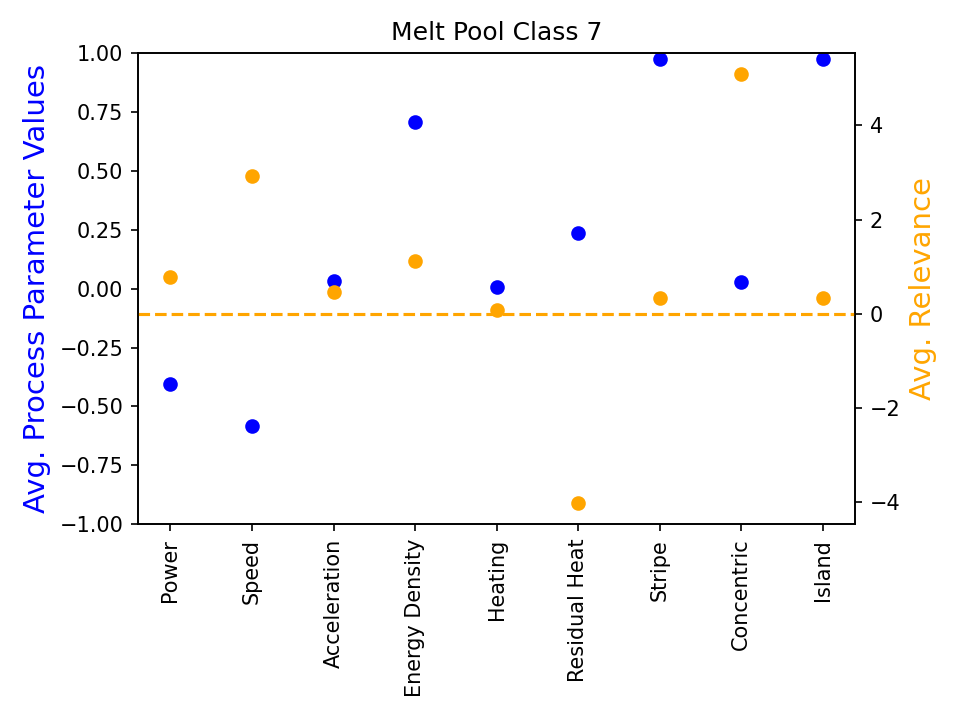 Melt Pool Class 7
Avg. Process Parameter Values
1.00
0.75
0.50
0.25
0.00
−0.25
−0.50
−0.75
−1.00
4
2
0
−2
−4
Avg. Relevance
Power
Speed
Acceleration
Energy Density
Heating
Residual Heat
Stripe
Concentric
Island